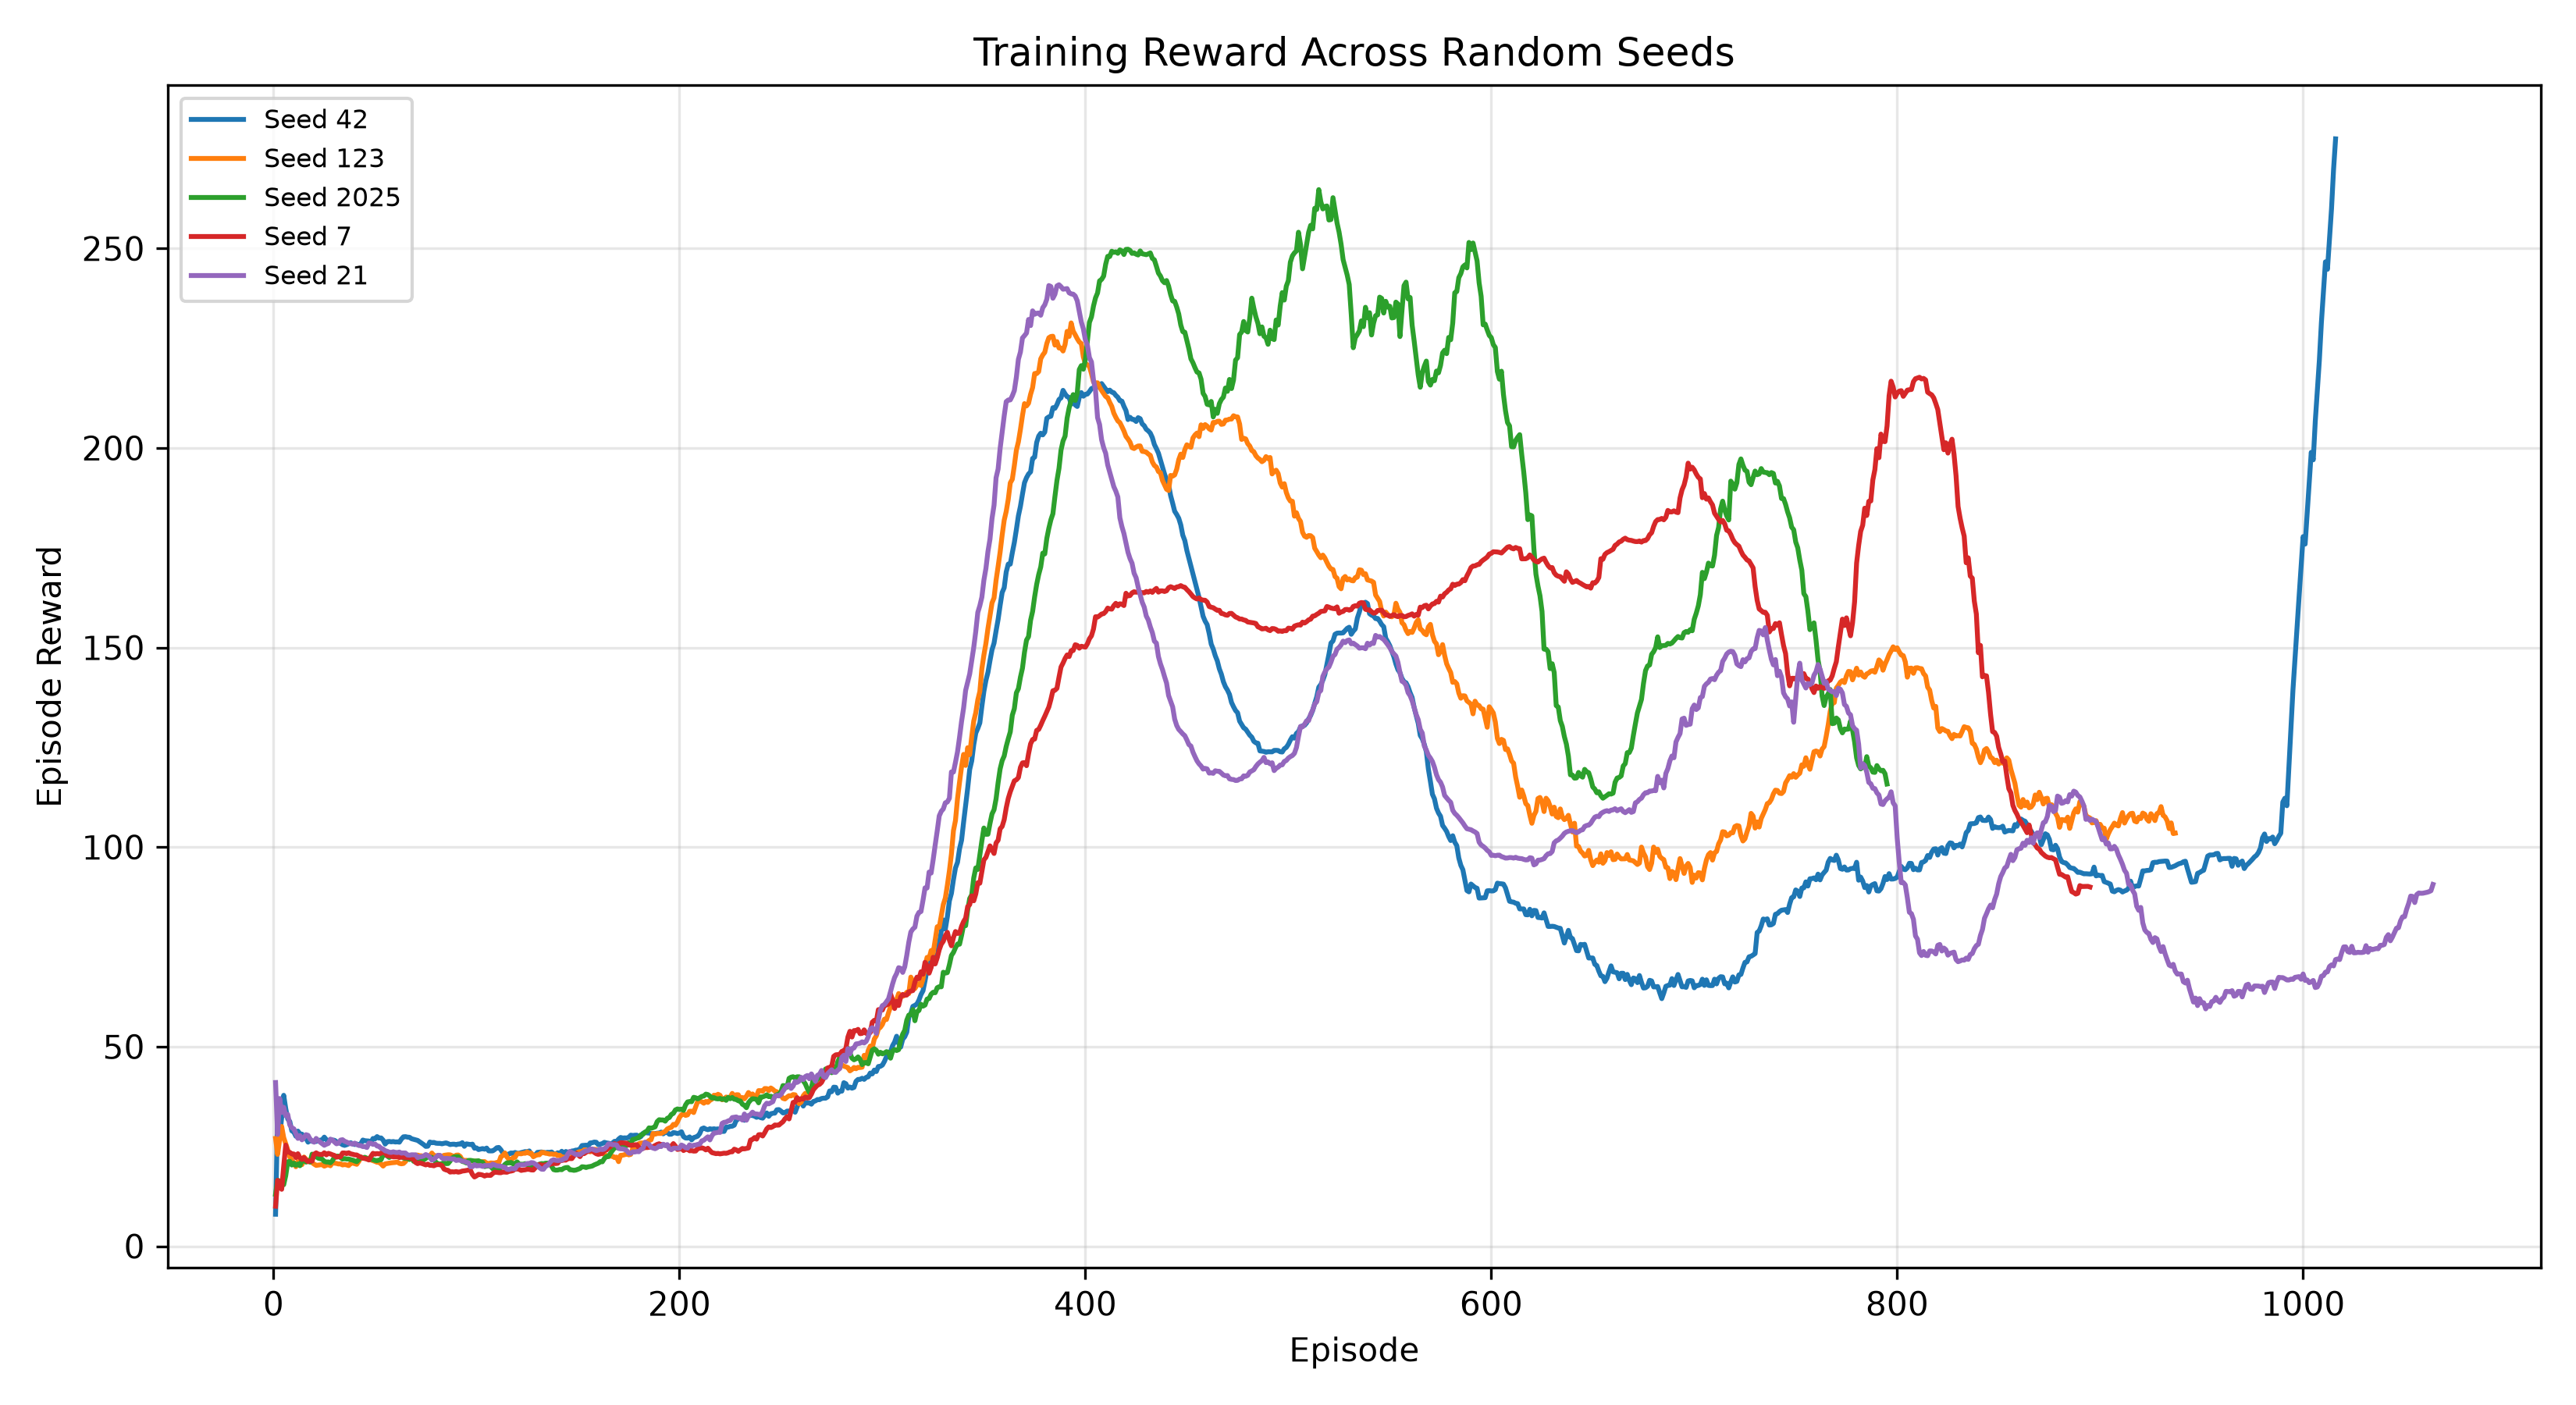 Training Reward Across Random Seeds
Seed 42
Seed 123
Seed 2025
Seed 7
Seed 21
Episode Reward
250
200
150
100
50
0
0 200 400 600 800 1000
Episode